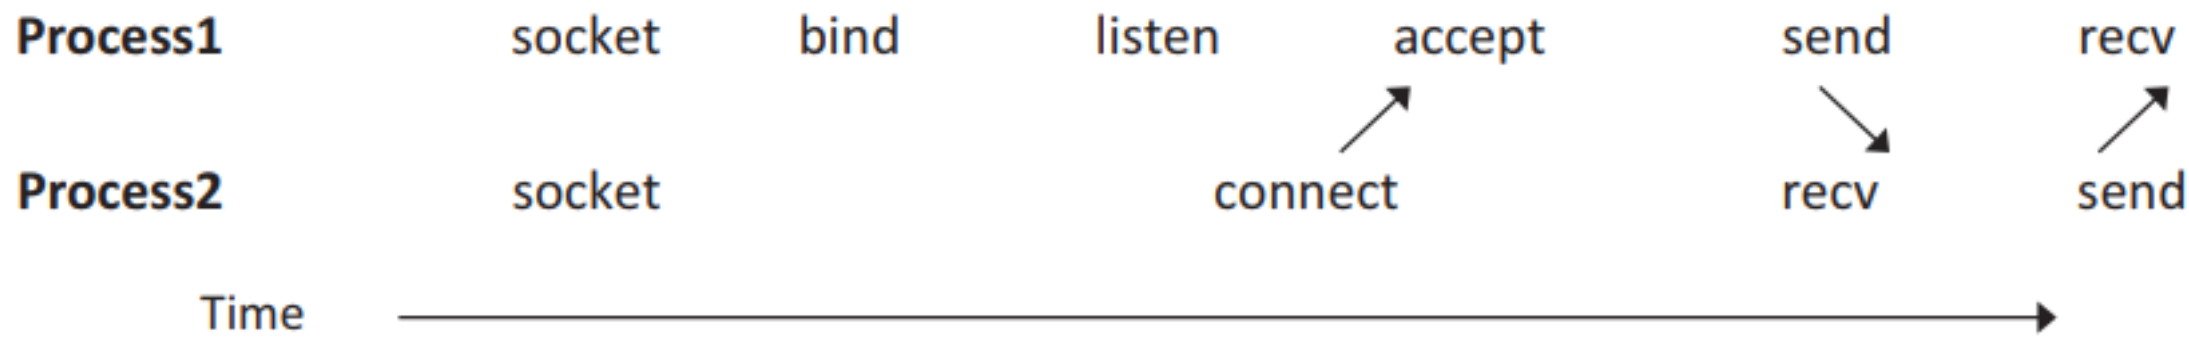 Process1 socket bind listen accept send recv
Process2 socket connect recv send
Time